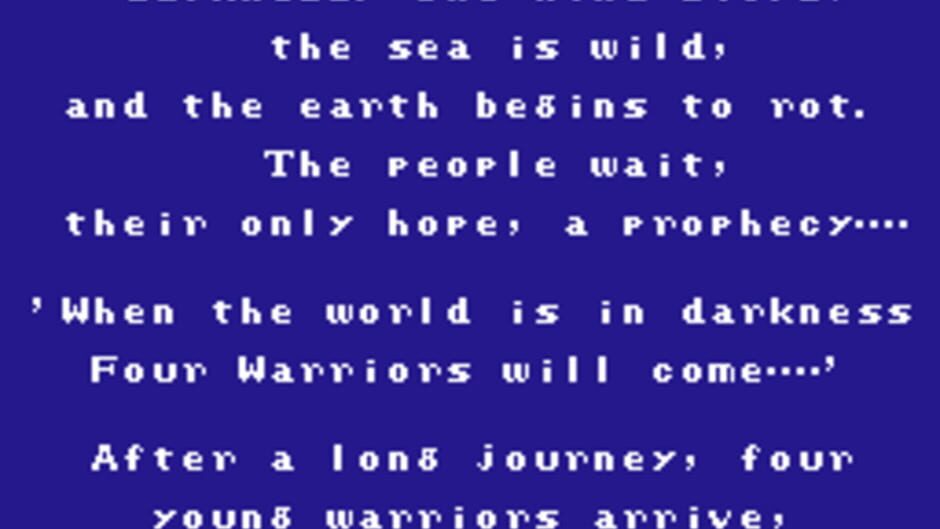 the sea is wild,
and the earth begins to rot.
The people wait,
their only hope, a prophecy....
'When the world is in darkness
Four Warriors will come....'
After a long journey, four
young warriors arrive,